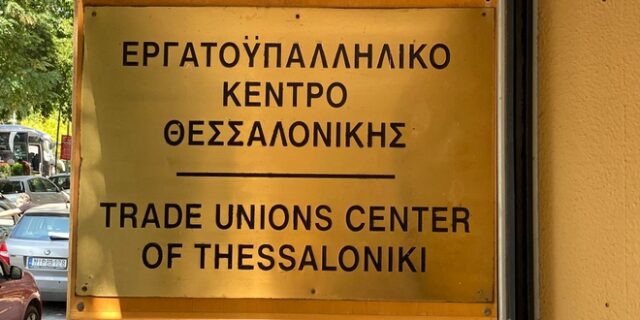 ΕΡΓΑΤΟΫΠΑΛΛΗΛΙΚΟ
ΚΕΝΤΡΟ
ΘΕΣΣΑΛΟΝΙΚΗΣ
TRADE UNIONS CENTER
OF THESSALONIKI